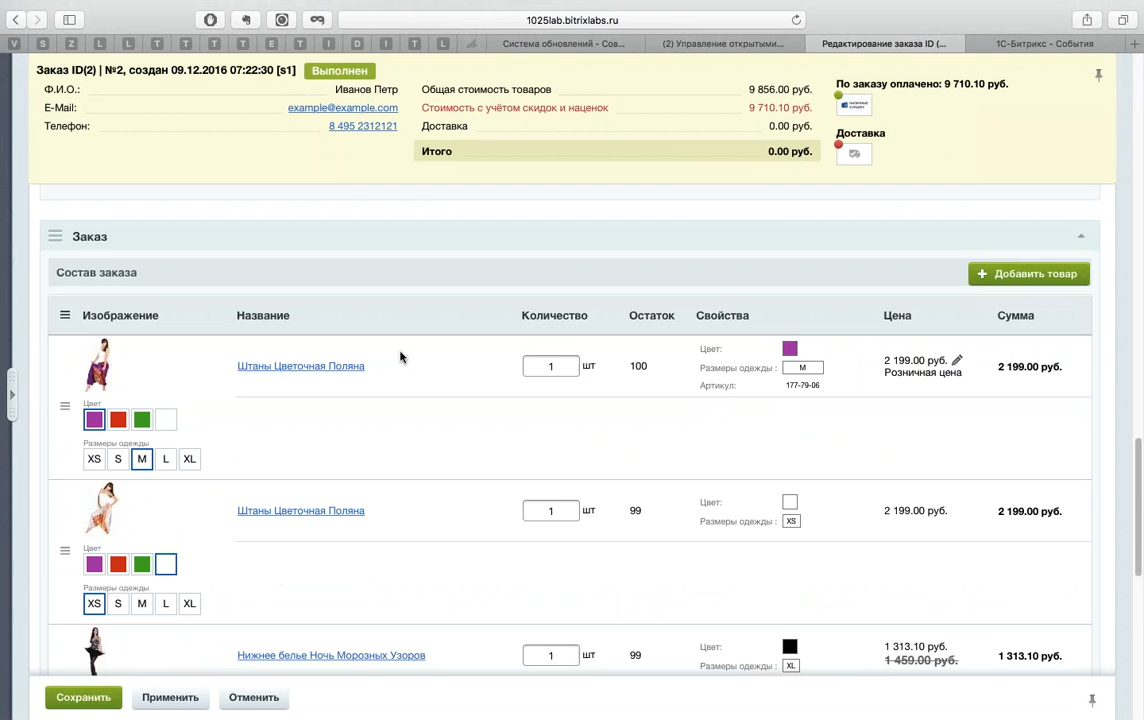 1025lab.bitrixlabs.ru
V S Z L L T T T T E T I D I T L
Система обновлений - Сов... (2) Управление открытыми... Редактирование заказа ID (... 1С-Битрикс - События
Заказ ID(2) | №2, создан 09.12.2016 07:22:30 [s1] Выполнен
Ф.И.О.: Иванов Петр
E-Mail: example@example.com
Телефон: 8 495 2312121
Общая стоимость товаров 9 856.00 руб.
Стоимость с учётом скидок и наценок 9 710.10 руб.
Доставка 0.00 руб.
Итого 0.00 руб.
По заказу оплачено: 9 710.10 руб.
Доставка
Заказ
Состав заказа + Добавить товар
Изображение Название Количество Остаток Свойства Цена Сумма
Штаны Цветочная Поляна 1 шт 100
Цвет:
Размеры одежды : M
Артикул: 177-79-06
2 199.00 руб.
Розничная цена
2 199.00 руб.
Цвет
Размеры одежды
XS S M L XL
Штаны Цветочная Поляна 1 шт 99
Цвет:
Размеры одежды : XS
2 199.00 руб. 2 199.00 руб.
Цвет
Размеры одежды
XS S M L XL
Нижнее белье Ночь Морозных Узоров 1 шт 99
Цвет:
Размеры одежды : XL
1 313.10 руб.
1 459.00 руб.
1 313.10 руб.
Сохранить Применить Отменить